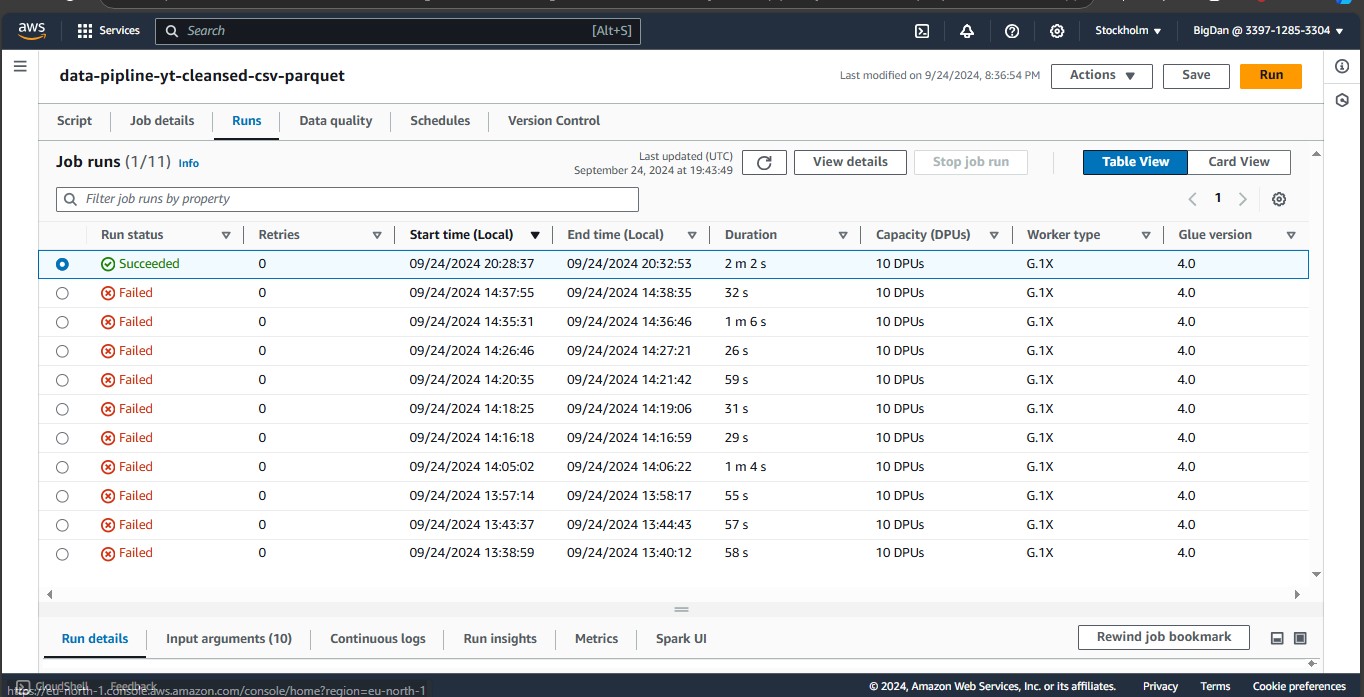 aws Services Search [Alt+S] Stockholm BigDan @ 3397-1285-3304
data-pipline-yt-cleansed-csv-parquet Last modified on 9/24/2024, 8:36:54 PM Actions Save Run
Script Job details Runs Data quality Schedules Version Control
Job runs (1/11) Info Last updated (UTC) September 24, 2024 at 19:43:49 View details Stop job run Table View Card View
Filter job runs by property 1
Run status Retries Start time (Local) End time (Local) Duration Capacity (DPUs) Worker type Glue version
Succeeded 0 09/24/2024 20:28:37 09/24/2024 20:32:53 2 m 2 s 10 DPUs G.1X 4.0
Failed 0 09/24/2024 14:37:55 09/24/2024 14:38:35 32 s 10 DPUs G.1X 4.0
Failed 0 09/24/2024 14:35:31 09/24/2024 14:36:46 1 m 6 s 10 DPUs G.1X 4.0
Failed 0 09/24/2024 14:26:46 09/24/2024 14:27:21 26 s 10 DPUs G.1X 4.0
Failed 0 09/24/2024 14:20:35 09/24/2024 14:21:42 59 s 10 DPUs G.1X 4.0
Failed 0 09/24/2024 14:18:25 09/24/2024 14:19:06 31 s 10 DPUs G.1X 4.0
Failed 0 09/24/2024 14:16:18 09/24/2024 14:16:59 29 s 10 DPUs G.1X 4.0
Failed 0 09/24/2024 14:05:02 09/24/2024 14:06:22 1 m 4 s 10 DPUs G.1X 4.0
Failed 0 09/24/2024 13:57:14 09/24/2024 13:58:17 55 s 10 DPUs G.1X 4.0
Failed 0 09/24/2024 13:43:37 09/24/2024 13:44:43 57 s 10 DPUs G.1X 4.0
Failed 0 09/24/2024 13:38:59 09/24/2024 13:40:12 58 s 10 DPUs G.1X 4.0
Run details Input arguments (10) Continuous logs Run insights Metrics Spark UI Rewind job bookmark
CloudShell Feedback © 2024, Amazon Web Services, Inc. or its affiliates. Privacy Terms Cookie preferences
https://eu-north-1.console.aws.amazon.com/console/home?region=eu-north-1